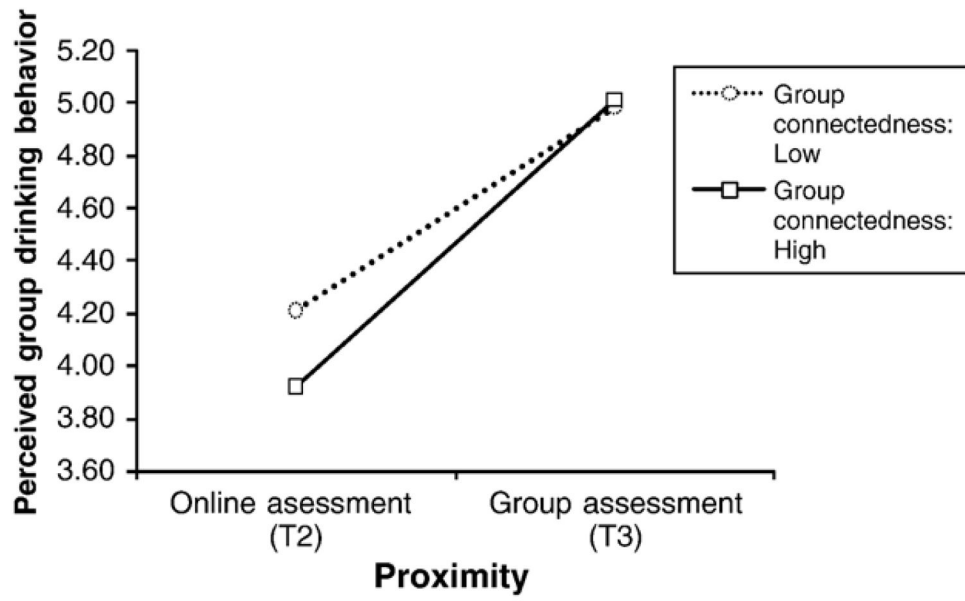 Perceived group drinking behavior
5.20
5.00
4.80
4.60
4.40
4.20
4.00
3.80
3.60
Online asessment
(T2)
Group assessment
(T3)
Proximity
Group
connectedness:
Low
Group
connectedness:
High